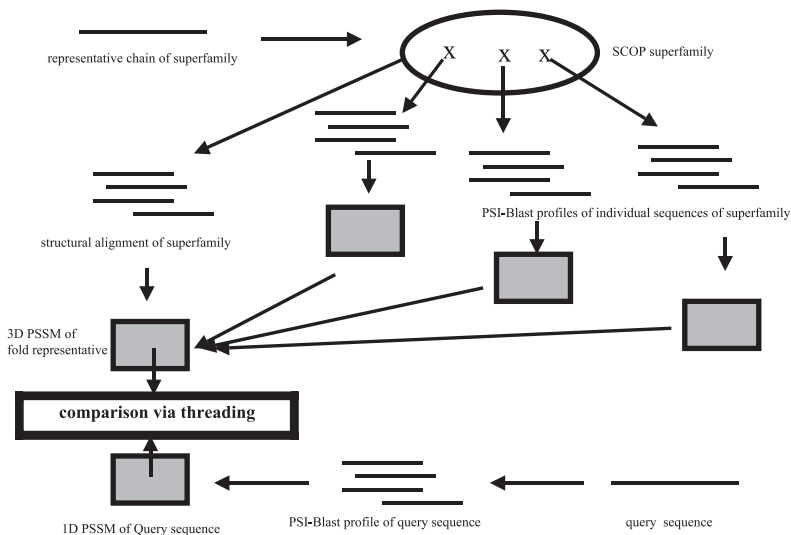 representative chain of superfamily
X X X
SCOP superfamily
structural alignment of superfamily
PSI-Blast profiles of individual sequences of superfamily
3D PSSM of
fold representative
comparison via threading
1D PSSM of Query sequence
PSI-Blast profile of query sequence
query sequence